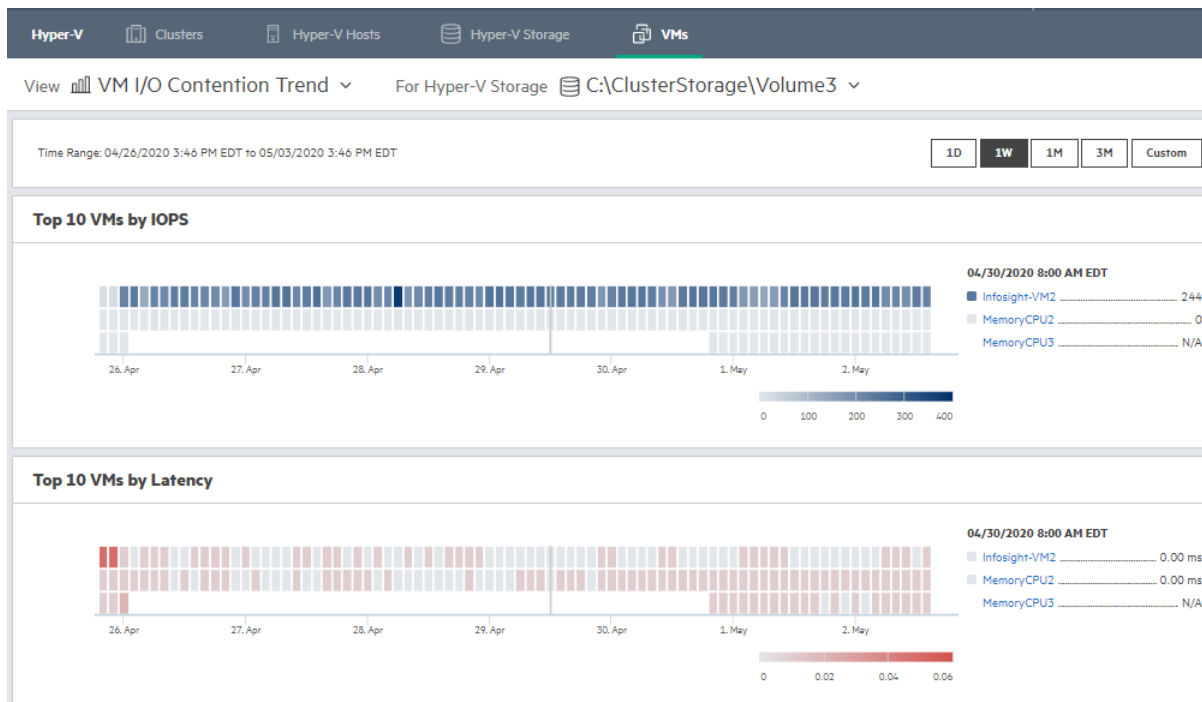 Hyper-V Clusters Hyper-V Hosts Hyper-V Storage VMs
View VM I/O Contention Trend For Hyper-V Storage C:\ClusterStorage\Volume3
Time Range: 04/26/2020 3:46 PM EDT to 05/03/2020 3:46 PM EDT 1D 1W 1M 3M Custom
Top 10 VMs by IOPS
04/30/2020 8:00 AM EDT
Infosight-VM2 244
MemoryCPU2 0
MemoryCPU3 N/A
26. Apr 27. Apr 28. Apr 29. Apr 30. Apr 1. May 2. May
0 100 200 300 400
Top 10 VMs by Latency
04/30/2020 8:00 AM EDT
Infosight-VM2 0.00 ms
MemoryCPU2 0.00 ms
MemoryCPU3 N/A
26. Apr 27. Apr 28. Apr 29. Apr 30. Apr 1. May 2. May
0 0.02 0.04 0.06